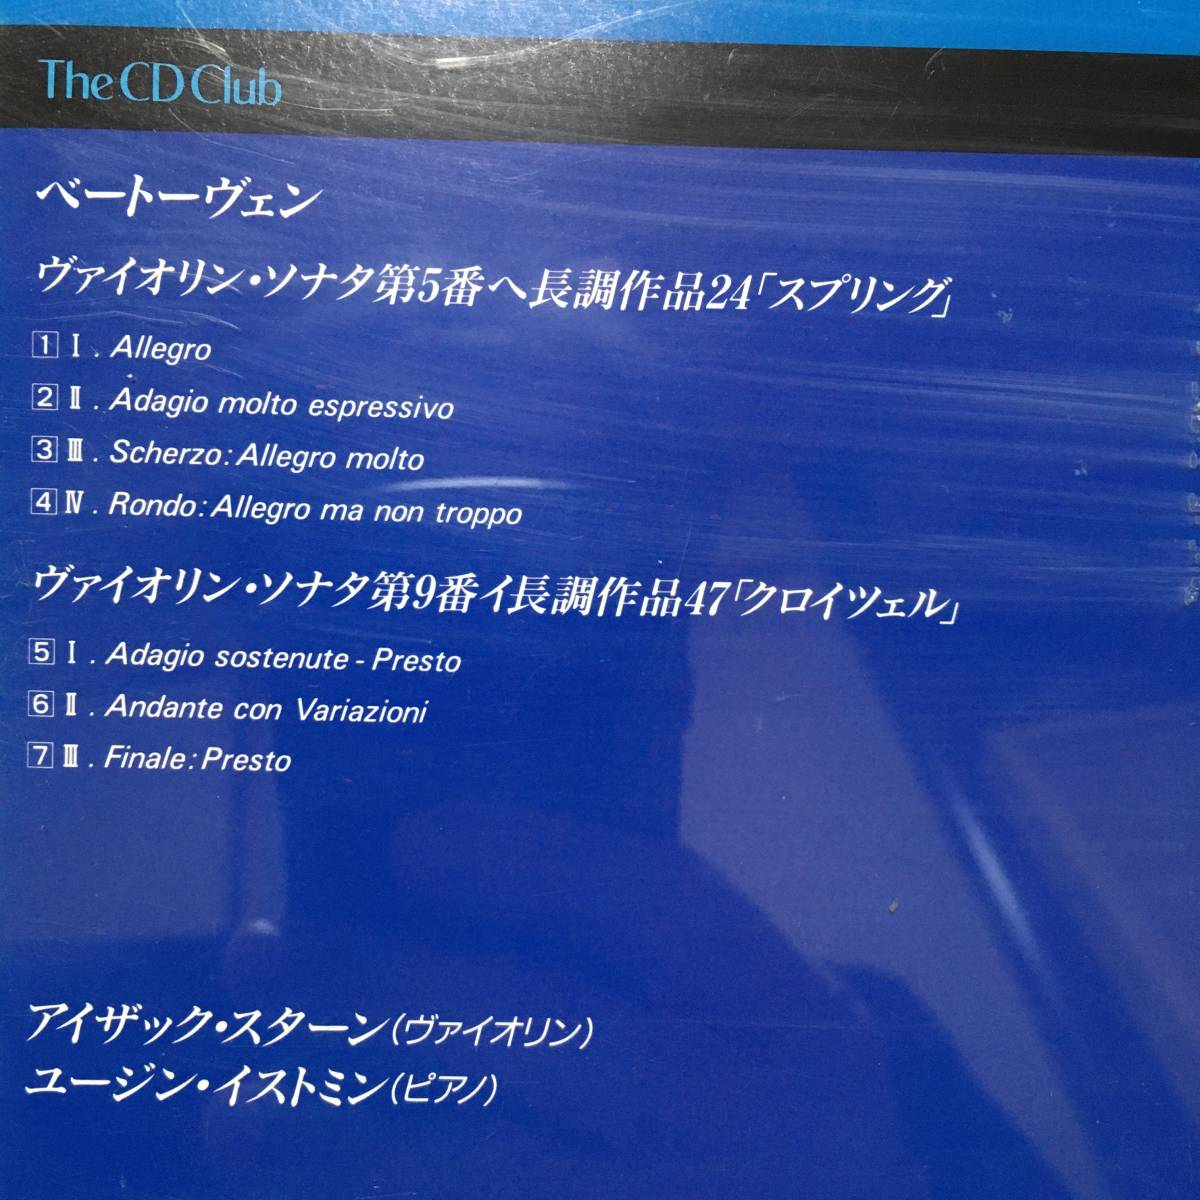 The CD Club
ベートーヴェン
ヴァイオリン・ソナタ第5番ヘ長調作品24「スプリング」
1 Ⅰ. Allegro
2 Ⅱ. Adagio molto espressivo
3 Ⅲ. Scherzo: Allegro molto
4 Ⅳ. Rondo: Allegro ma non troppo
ヴァイオリン・ソナタ第9番イ長調作品47「クロイツェル」
5 Ⅰ. Adagio sostenute - Presto
6 Ⅱ. Andante con Variazioni
7 Ⅲ. Finale: Presto
アイザック・スターン(ヴァイオリン)
ユージン・イストミン(ピアノ)